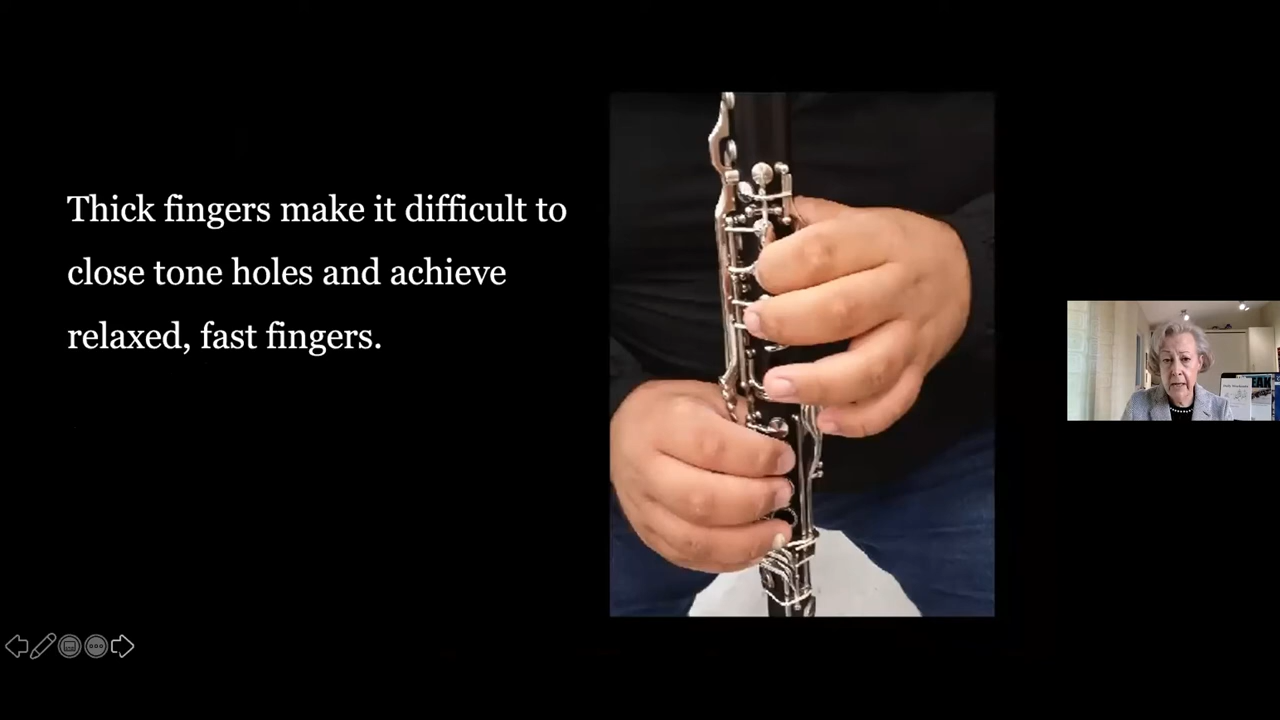 Thick fingers make it difficult to
close tone holes and achieve
relaxed, fast fingers.